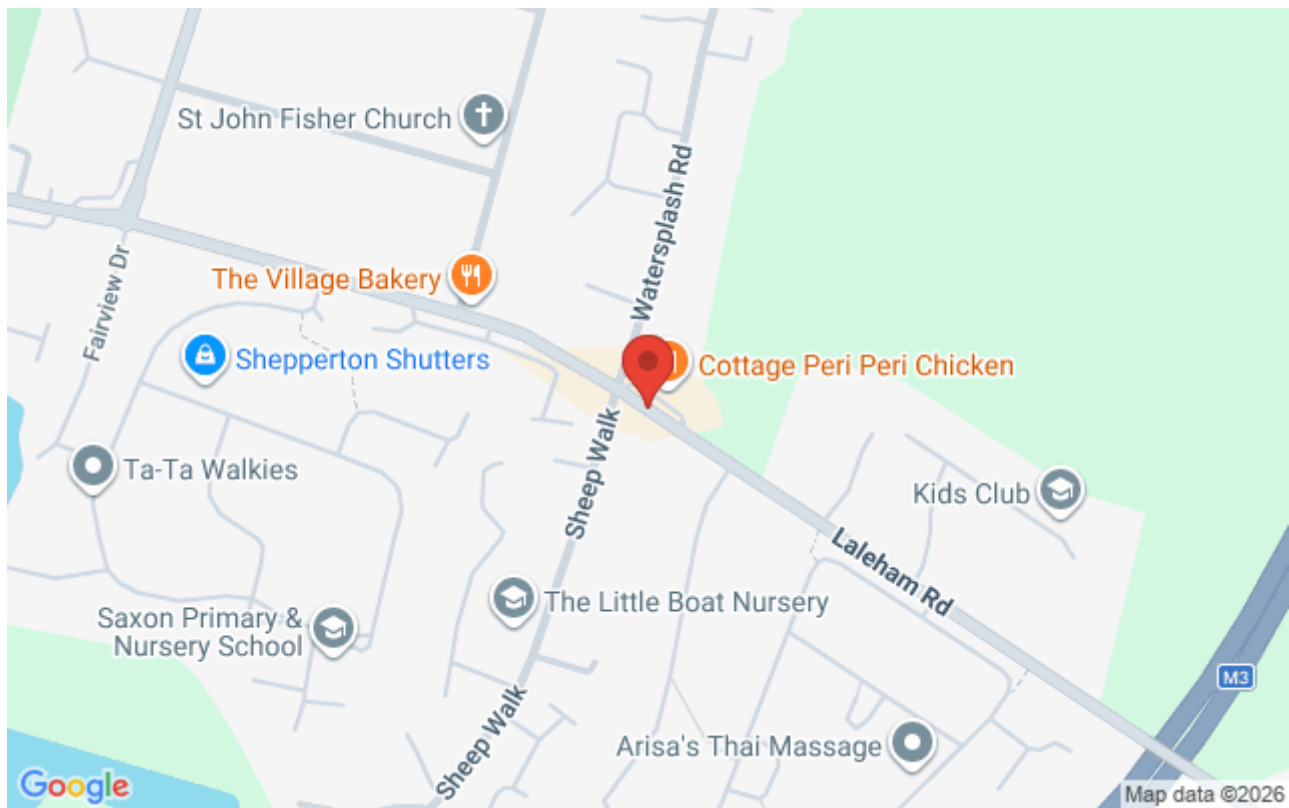 St John Fisher Church
Watersplash Rd
The Village Bakery
Fairview Dr
Shepperton Shutters
Cottage Peri Peri Chicken
Sheep Walk
Ta-Ta Walkies
Kids Club
Laleham Rd
The Little Boat Nursery
Saxon Primary &
Nursery School
M3
Sheep Walk
Arisa's Thai Massage
Google
Map data ©2026